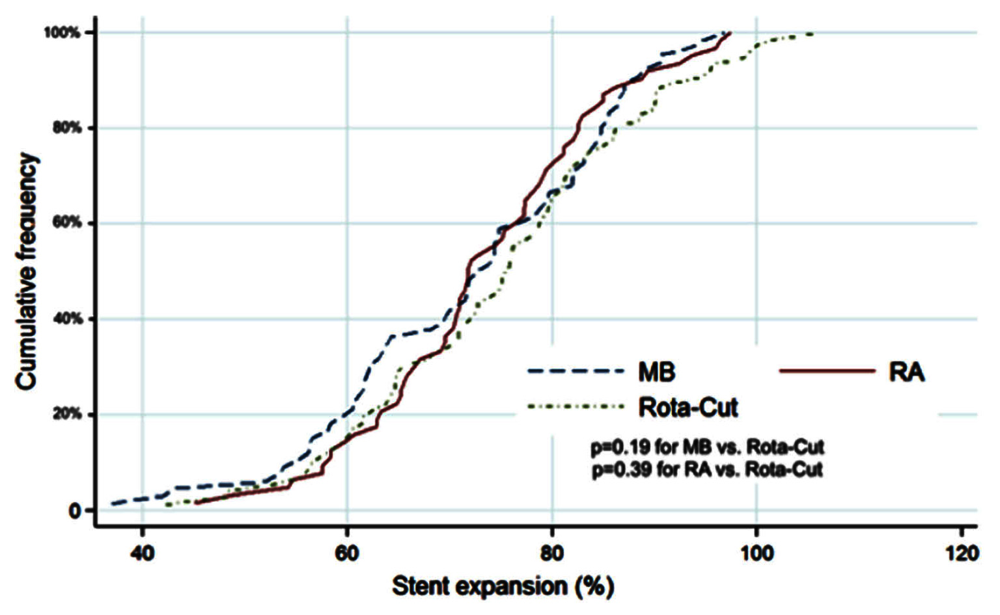 100%
80%
60%
40%
20%
0
Cumulative frequency
40
60
80
100
120
Stent expansion (%)
MB
RA
Rota-Cut
p=0.19 for MB vs. Rota-Cut
p=0.39 for RA vs. Rota-Cut